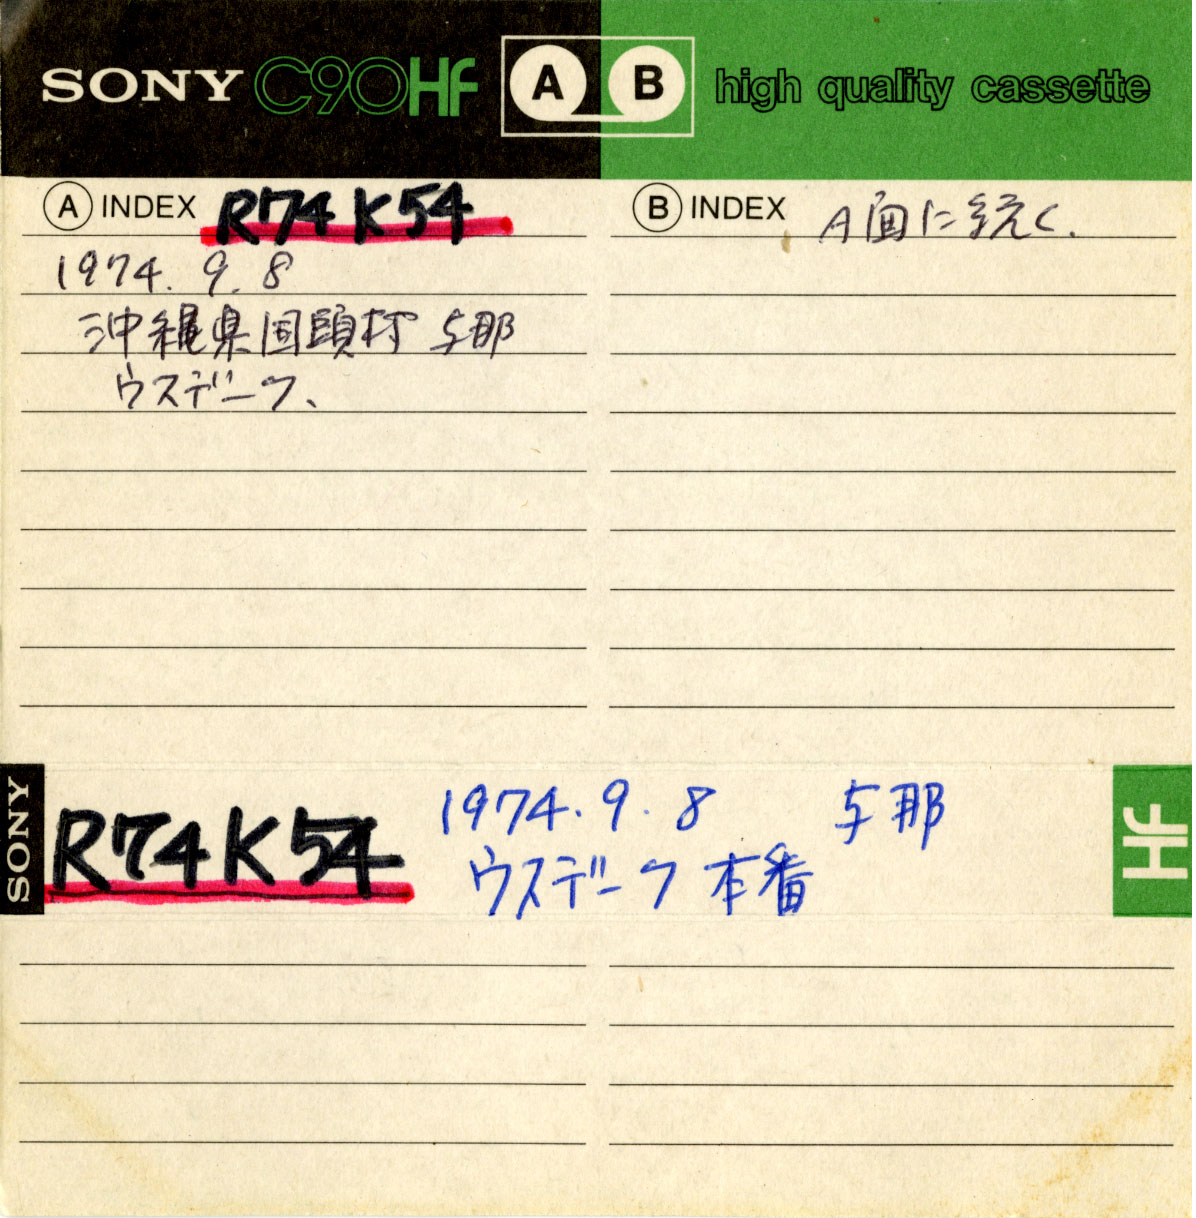 SONY C90HF A B high quality cassette
A INDEX R74K54
1974.9.8
沖縄県国頭村 与那
ウスデーク、
B INDEX A面に続く.
SONY
R74K54
1974.9.8 与那
ウスデーク 本番
HF